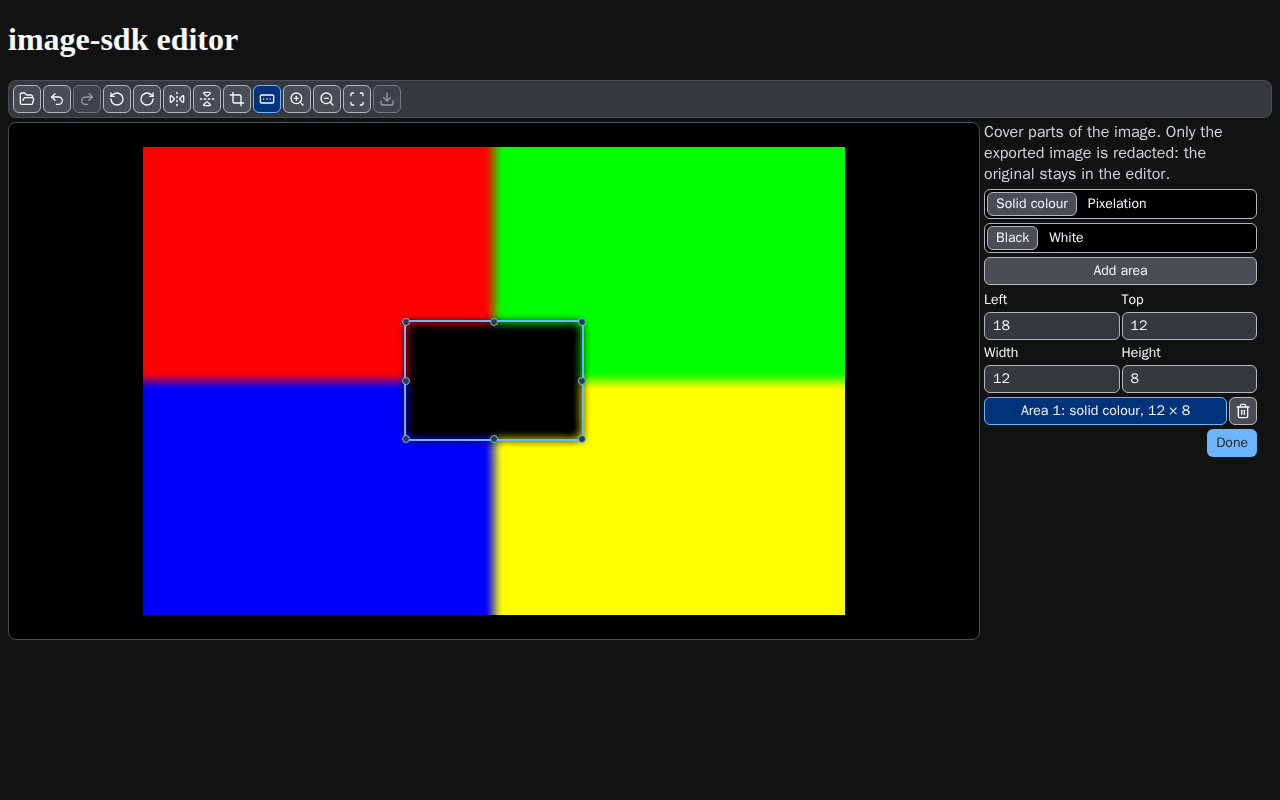 image-sdk editor
Cover parts of the image. Only the
exported image is redacted: the
original stays in the editor.
Solid colour Pixelation
Black White
Add area
Left Top
18 12
Width Height
12 8
Area 1: solid colour, 12 × 8
Done